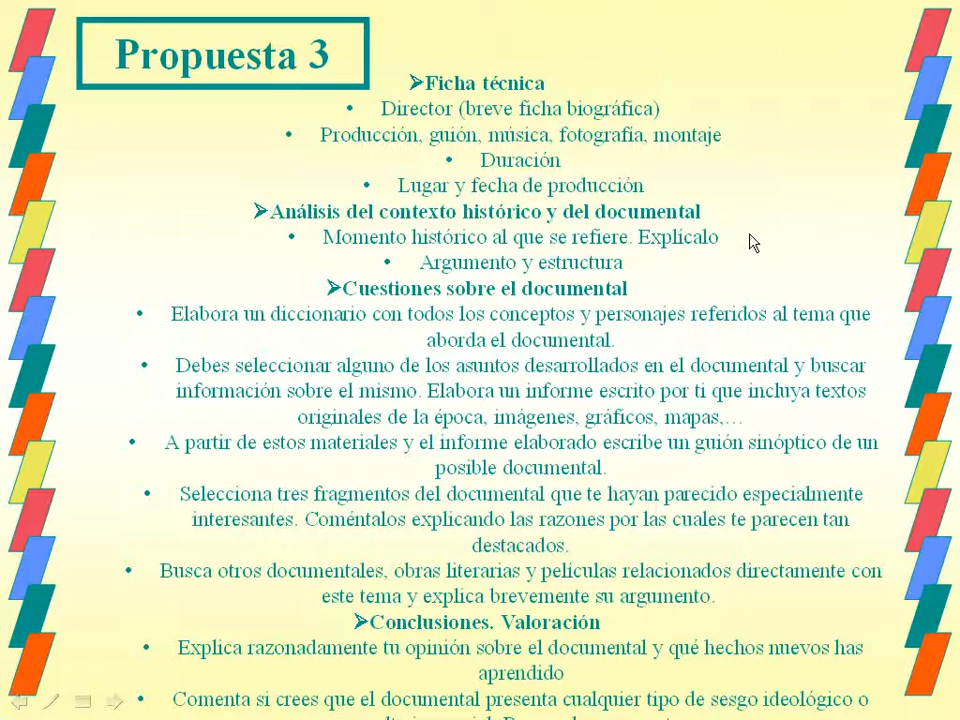 Propuesta 3
➢Ficha técnica
• Director (breve ficha biográfica)
• Producción, guión, música, fotografía, montaje
• Duración
• Lugar y fecha de producción
➢Análisis del contexto histórico y del documental
• Momento histórico al que se refiere. Explícalo
• Argumento y estructura
➢Cuestiones sobre el documental
• Elabora un diccionario con todos los conceptos y personajes referidos al tema que
aborda el documental.
• Debes seleccionar alguno de los asuntos desarrollados en el documental y buscar
información sobre el mismo. Elabora un informe escrito por ti que incluya textos
originales de la época, imágenes, gráficos, mapas,…
• A partir de estos materiales y el informe elaborado escribe un guión sinóptico de un
posible documental.
• Selecciona tres fragmentos del documental que te hayan parecido especialmente
interesantes. Coméntalos explicando las razones por las cuales te parecen tan
destacados.
• Busca otros documentales, obras literarias y películas relacionados directamente con
este tema y explica brevemente su argumento.
➢Conclusiones. Valoración
• Explica razonadamente tu opinión sobre el documental y qué hechos nuevos has
aprendido
• Comenta si crees que el documental presenta cualquier tipo de sesgo ideológico o